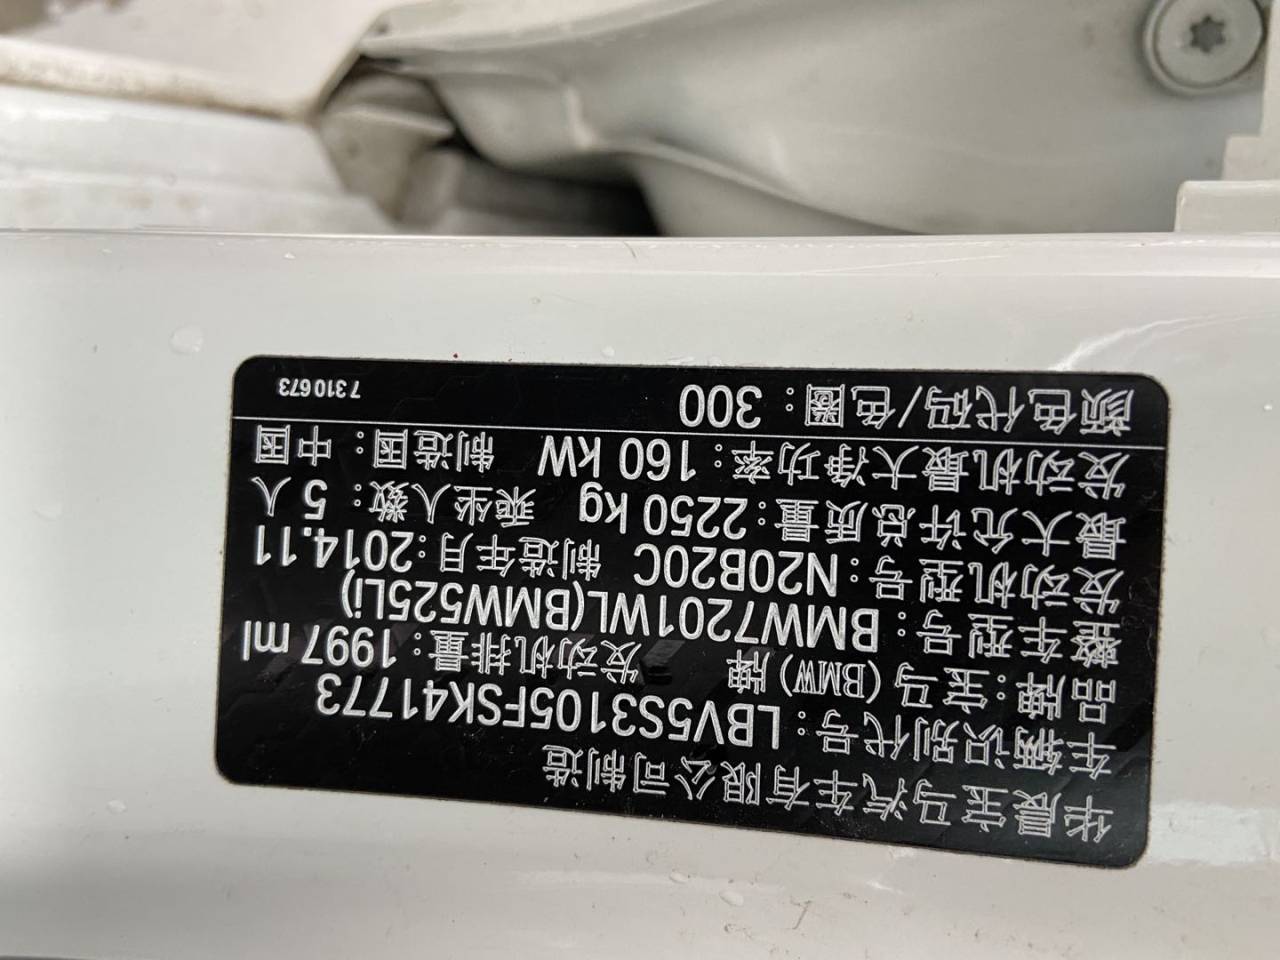 华晨宝马汽车有限公司制造
车辆识别代号：LBV5S3105FSK41773
品牌：宝马（BMW）牌 发动机排量：1997 ml
整车型号：BMW7201WL(BMW525Li)
发动机型号：N20B20C 制造年月：2014.11
最大允许总质量：2250 kg 乘坐人数：5 人
发动机最大净功率：160 kW 制造国：中国
颜色代码/色圈：300 7 310 673